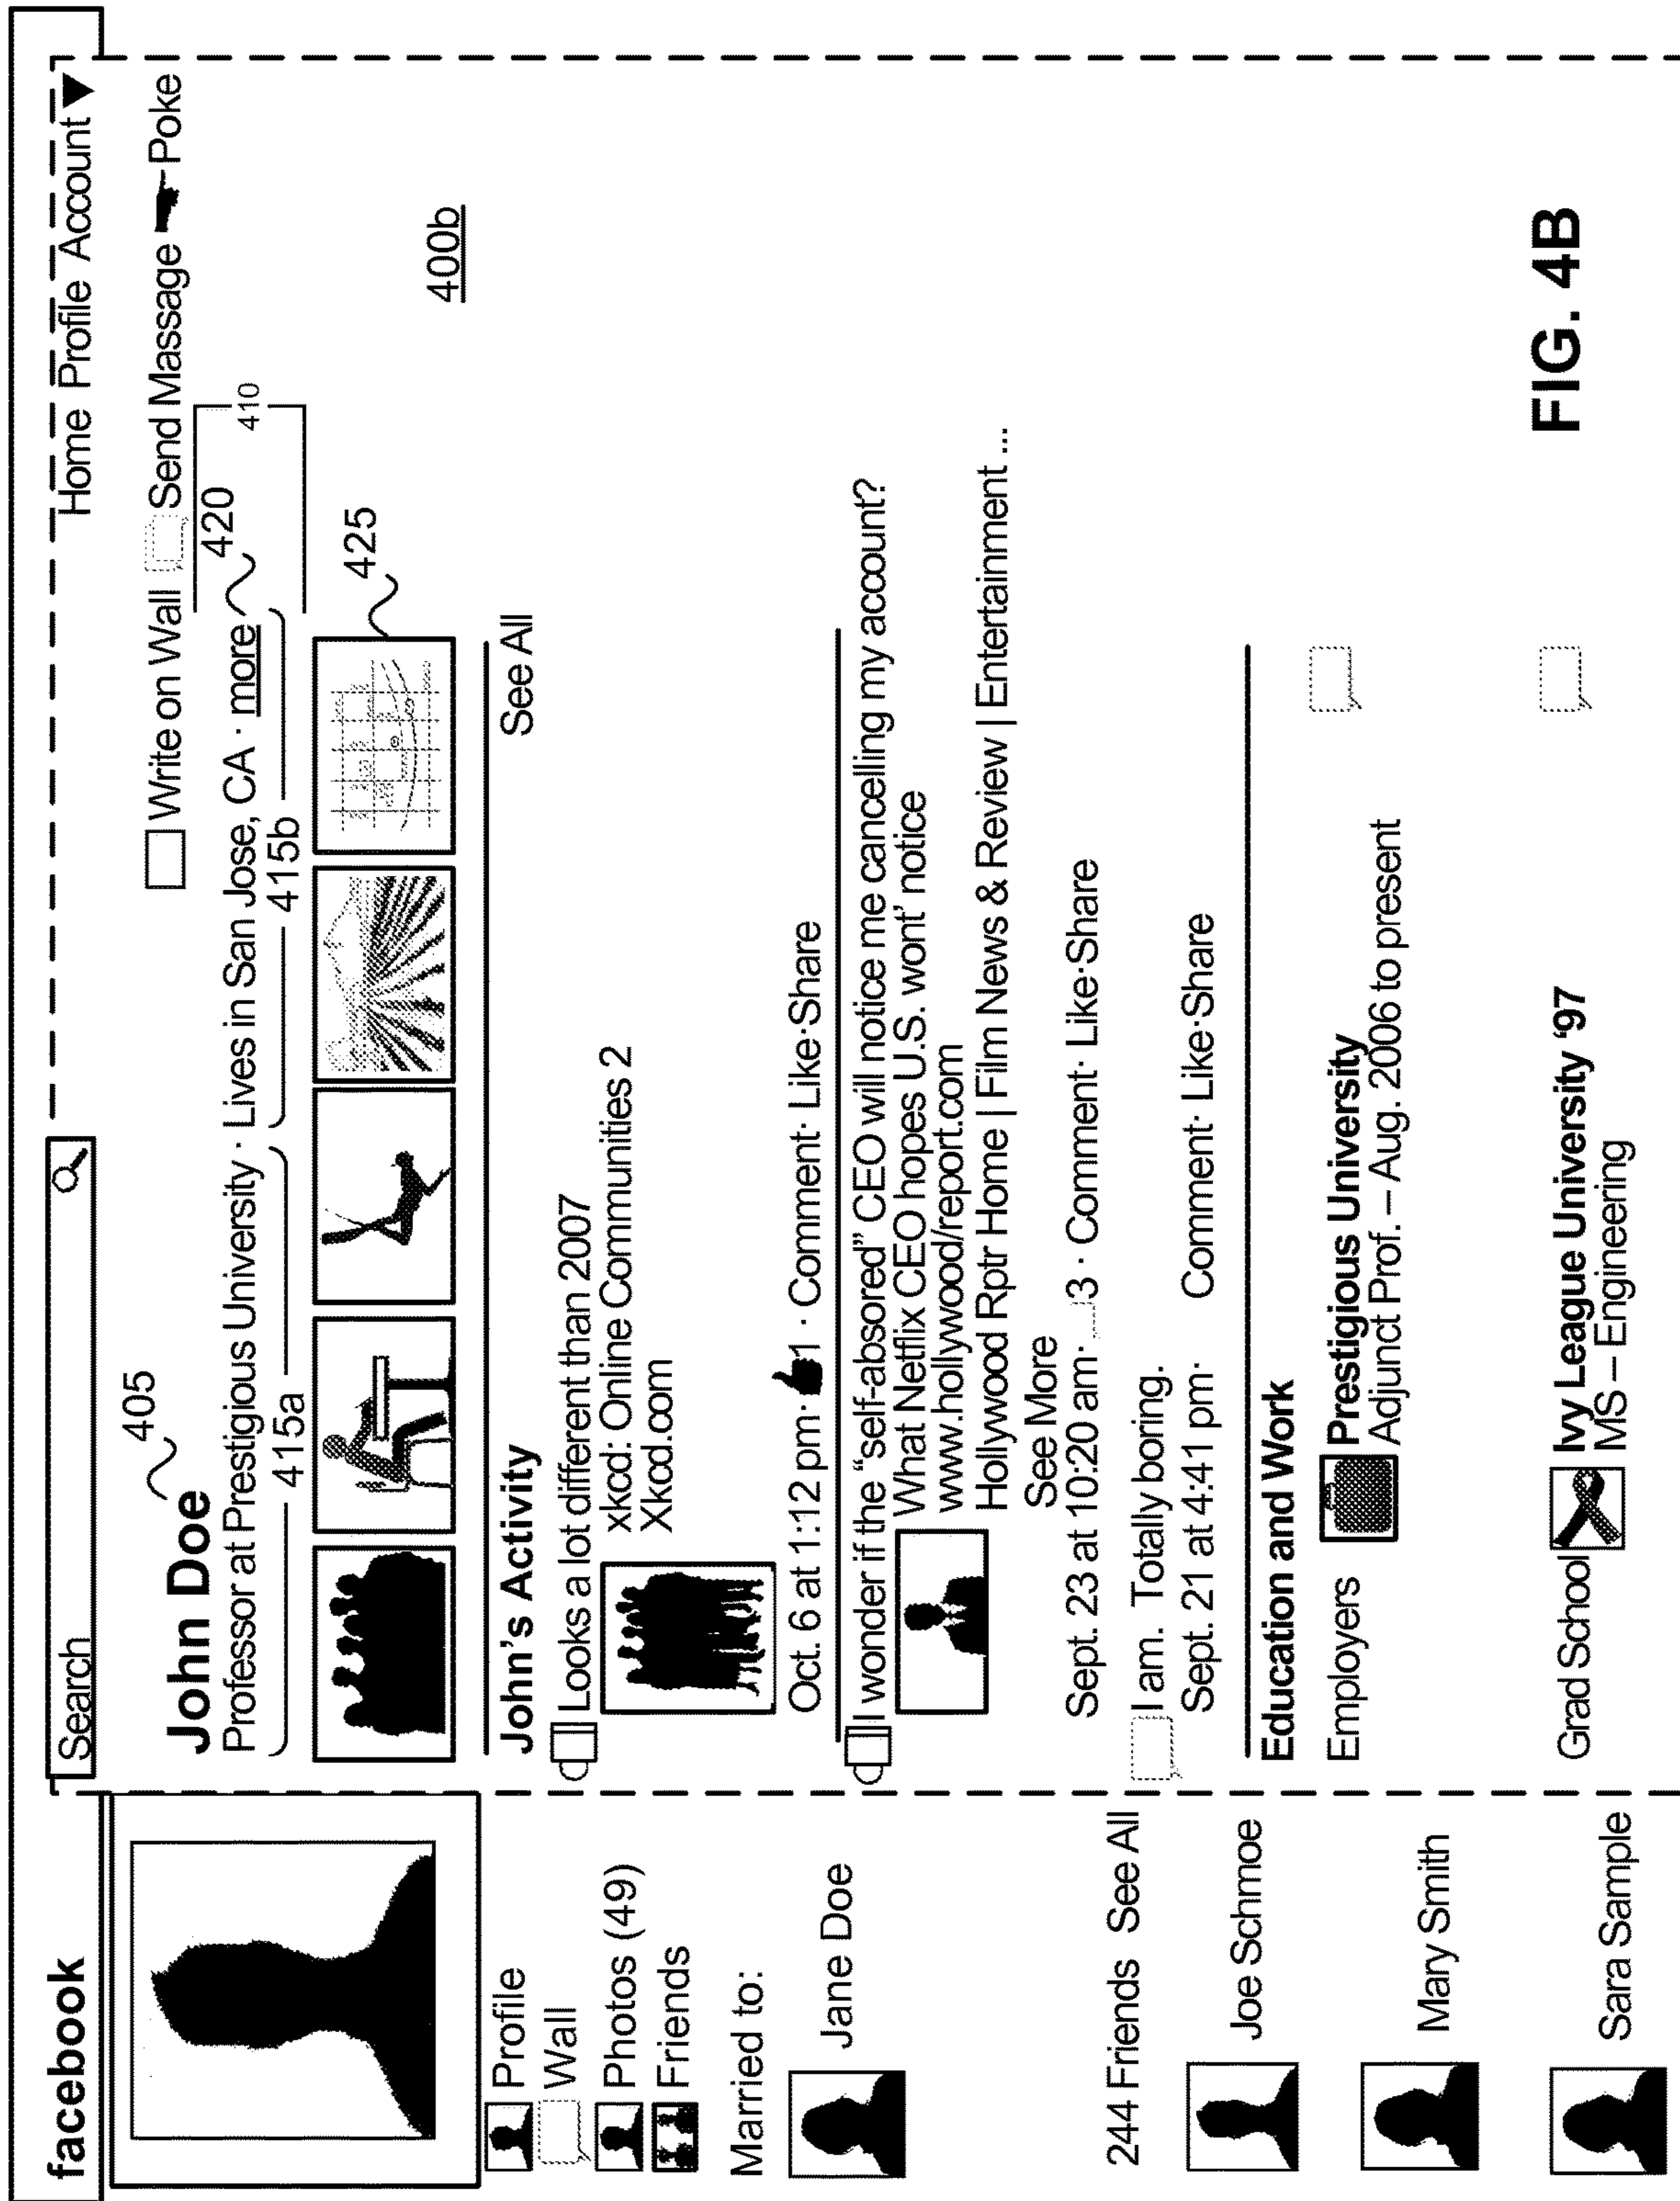 facebook
Search
Home Profile Account
Profile
Wall
Photos (49)
Friends
Married to:
Jane Doe
244 Friends See All
Joe Schmoe
Mary Smith
Sara Sample
John Doe
405
Write on Wall Send Massage Poke
Professor at Prestigious University · Lives in San Jose, CA · more
420
410
415a
415b
425
400b
John's Activity
See All
Looks a lot different than 2007
xkcd: Online Communities 2
Xkcd.com
Oct. 6 at 1:12 pm· 1 · Comment· Like·Share
I wonder if the "self-absored" CEO will notice me cancelling my account?
What Netflix CEO hopes U.S. wont' notice
www.hollywood/report.com
Hollywood Rptr Home | Film News & Review | Entertainment ...
See More
Sept. 23 at 10:20 am· 3 · Comment· Like·Share
I am. Totally boring.
Sept. 21 at 4:41 pm· Comment· Like·Share
Education and Work
Employers
Prestigious University
Adjunct Prof. – Aug. 2006 to present
Grad School
Ivy League University '97
MS – Engineering
FIG. 4B